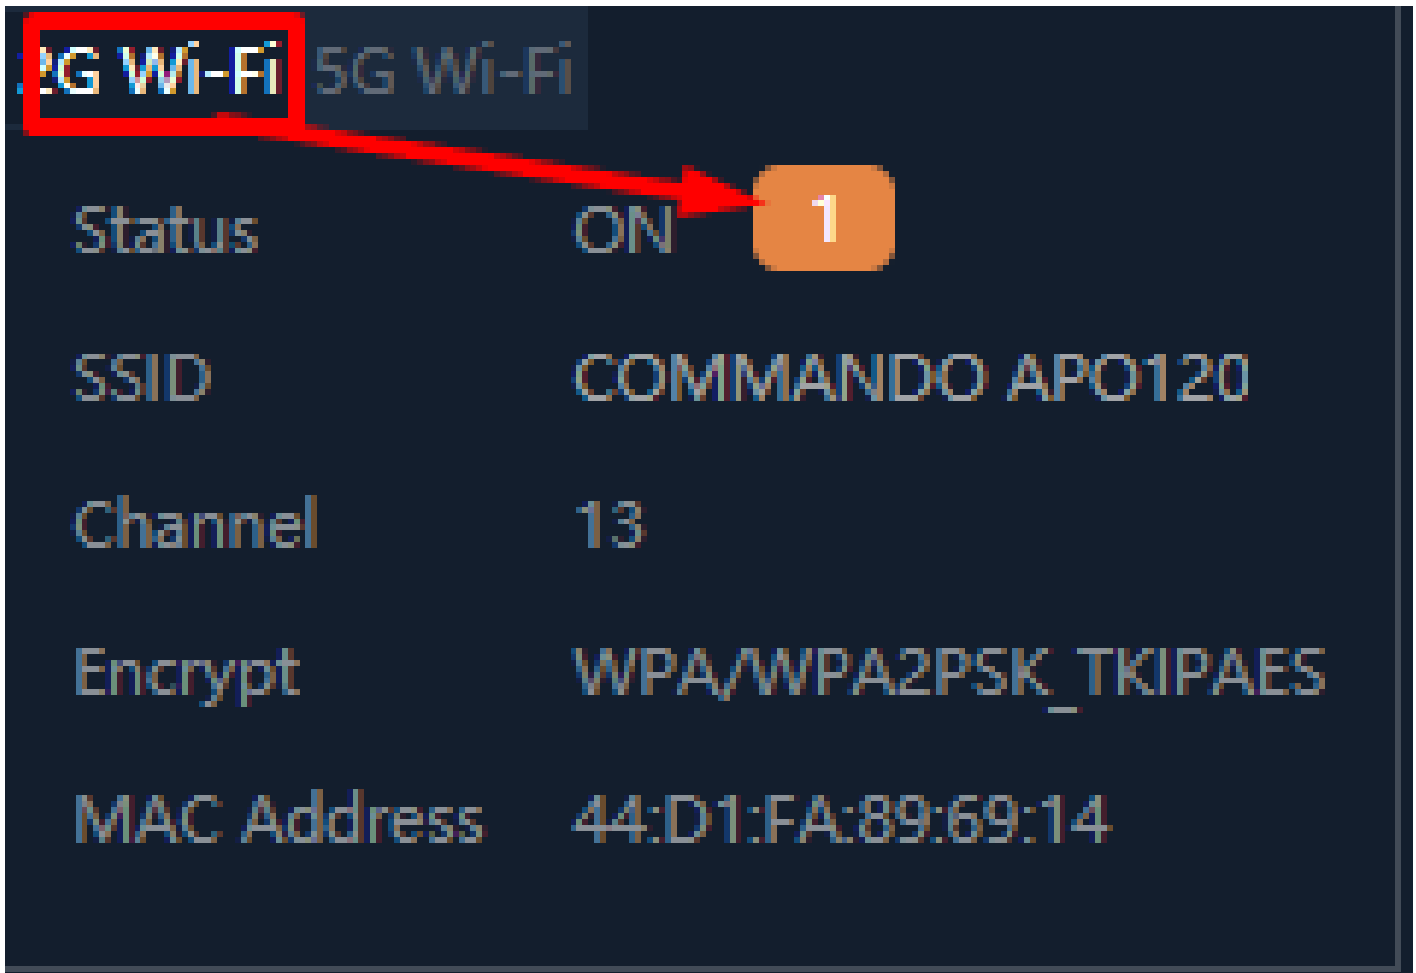 2G Wi-Fi 5G Wi-Fi
Status ON 1
SSID COMMANDO APO120
Channel 13
Encrypt WPA/WPA2PSK_TKIPAES
MAC Address 44:D1:FA:89:69:14